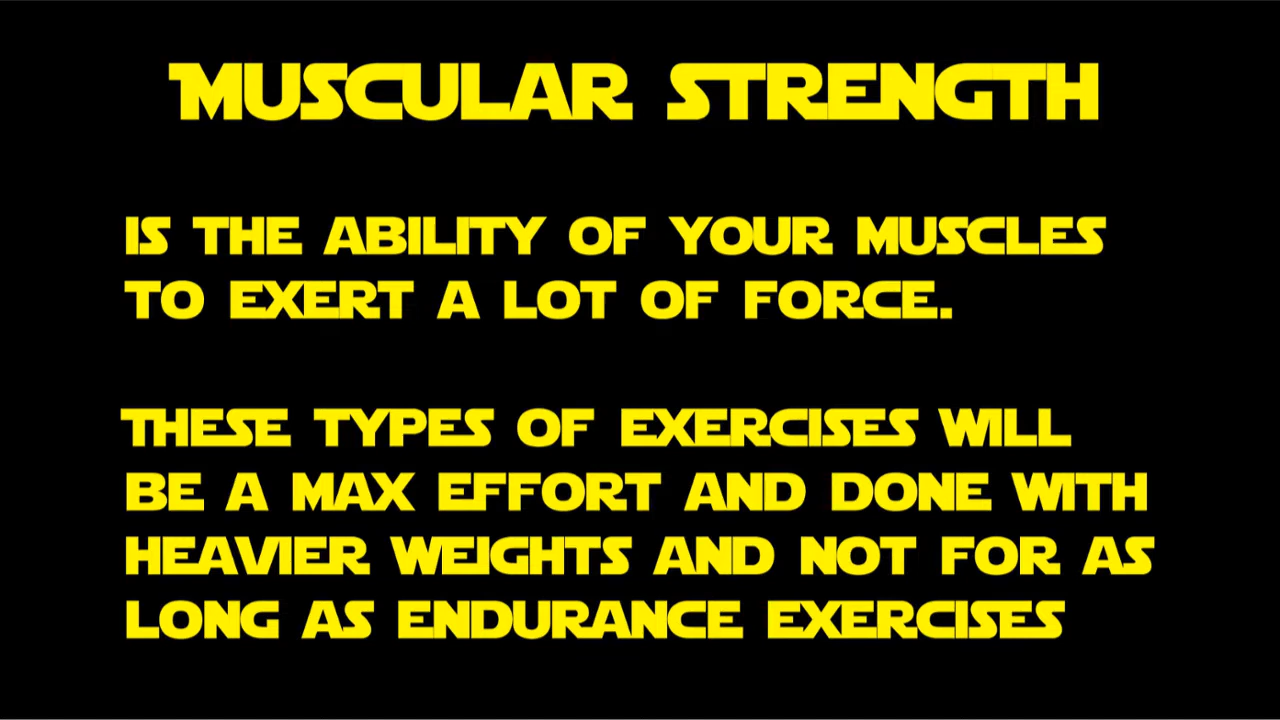 MUSCULAR STRENGTH
IS THE ABILITY OF YOUR MUSCLES
TO EXERT A LOT OF FORCE.
THESE TYPES OF EXERCISES WILL
BE A MAX EFFORT AND DONE WITH
HEAVIER WEIGHTS AND NOT FOR AS
LONG AS ENDURANCE EXERCISES